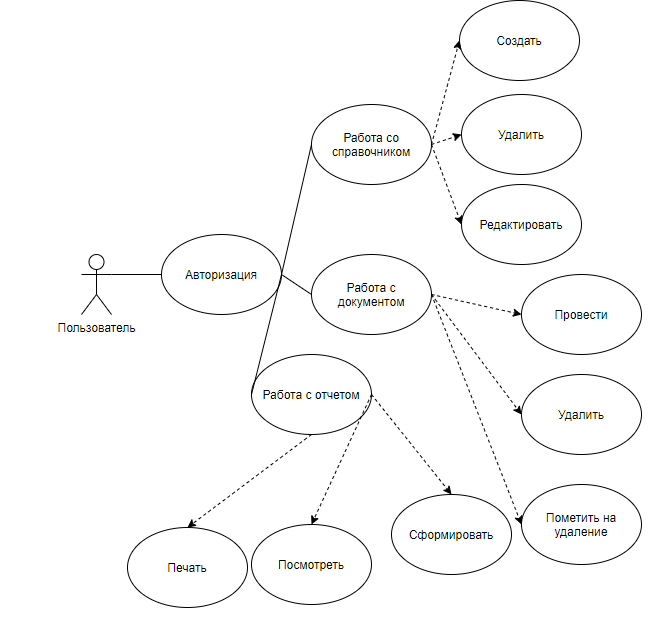 Создать
Работа со
справочником
Удалить
Редактировать
Авторизация
Пользователь
Работа с
документом
Провести
Работа с отчетом
Удалить
Сформировать
Пометить на
удаление
Печать
Посмотреть